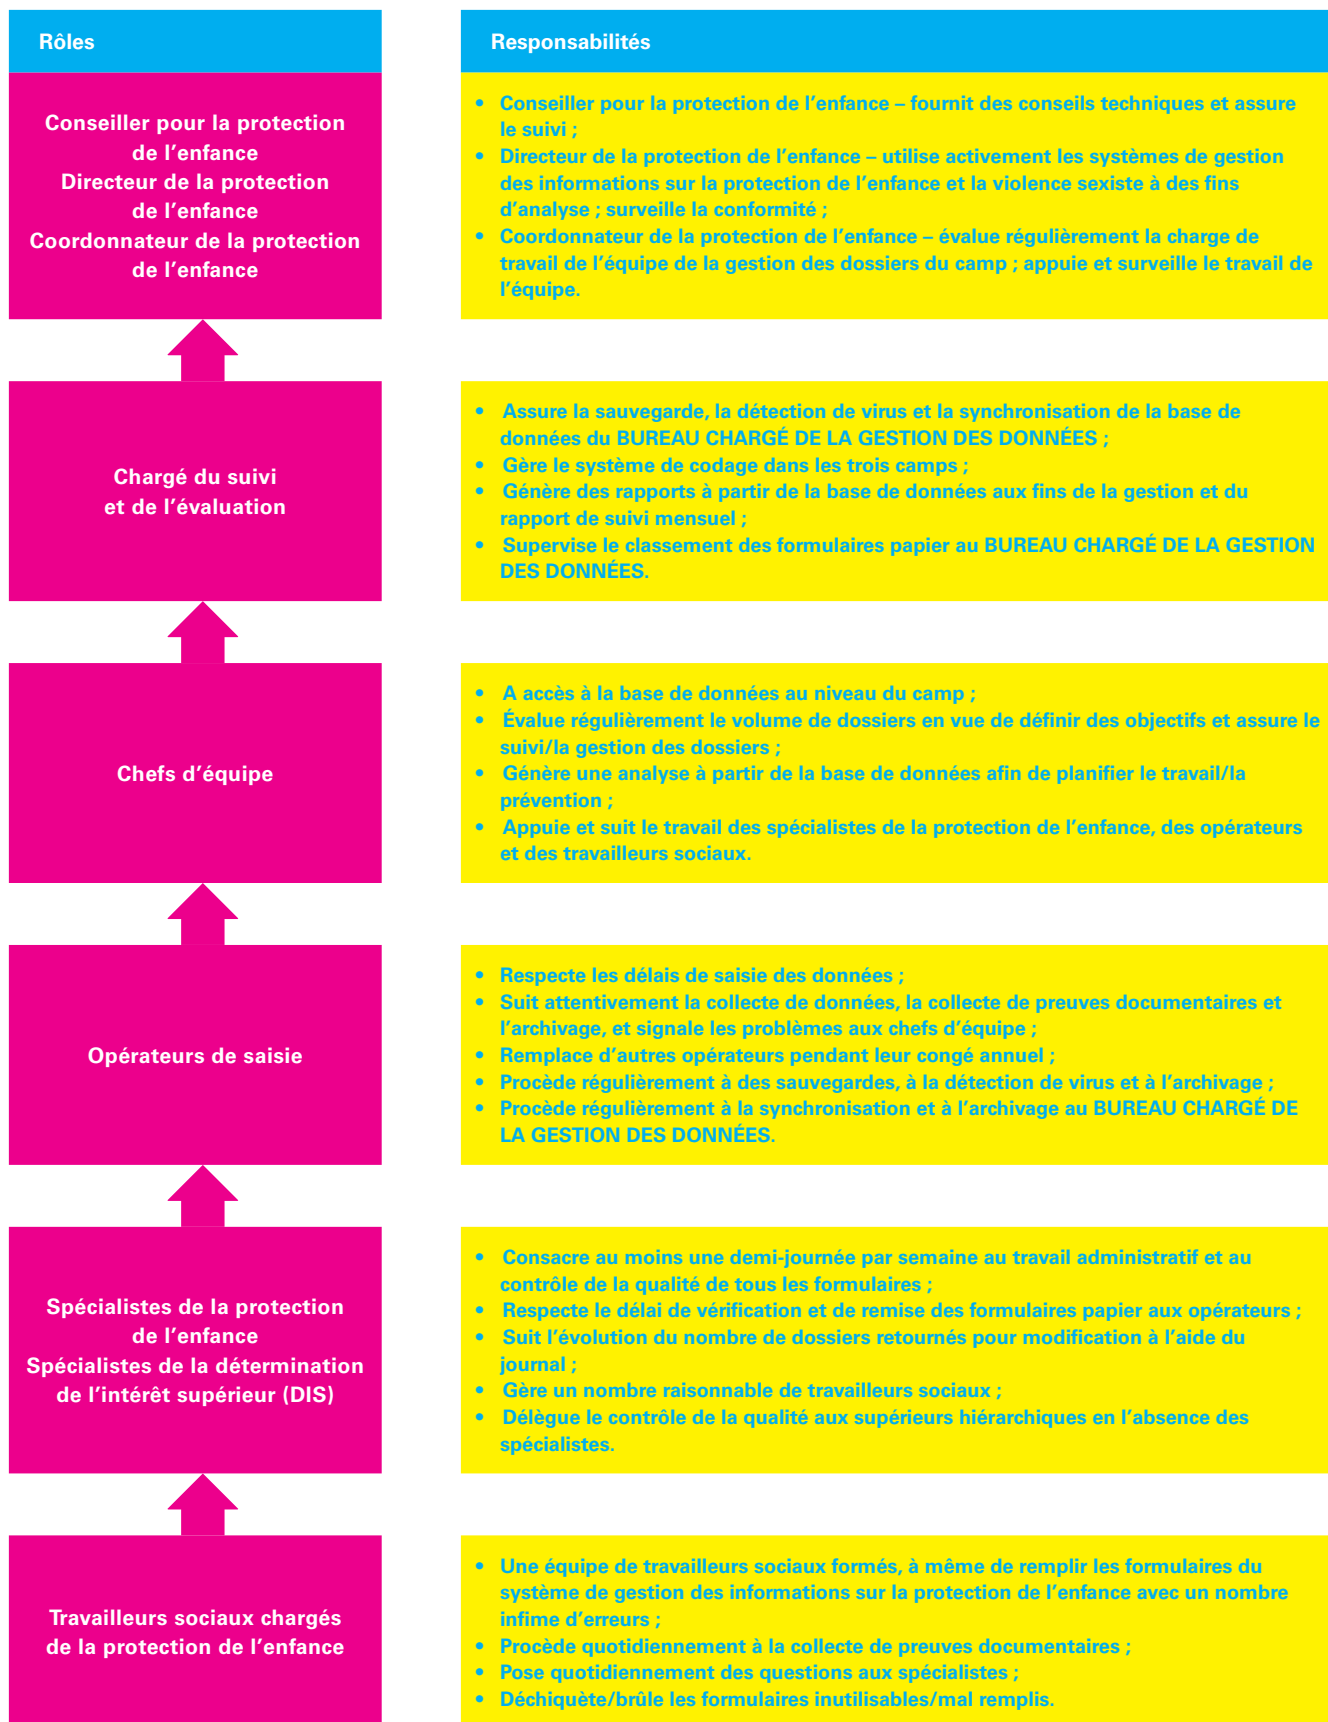 Rôles
Responsabilités
Conseiller pour la protection
de l’enfance
Directeur de la protection
de l’enfance
Coordonnateur de la protection
de l’enfance
• Conseiller pour la protection de l’enfance – fournit des conseils techniques et assure
le suivi ;
• Directeur de la protection de l’enfance – utilise activement les systèmes de gestion
des informations sur la protection de l’enfance et la violence sexiste à des fins
d’analyse ; surveille la conformité ;
• Coordonnateur de la protection de l’enfance – évalue régulièrement la charge de
travail de l’équipe de la gestion des dossiers du camp ; appuie et surveille le travail de
l’équipe.
Chargé du suivi
et de l’évaluation
• Assure la sauvegarde, la détection de virus et la synchronisation de la base de
données du BUREAU CHARGÉ DE LA GESTION DES DONNÉES ;
• Gère le système de codage dans les trois camps ;
• Génère des rapports à partir de la base de données aux fins de la gestion et du
rapport de suivi mensuel ;
• Supervise le classement des formulaires papier au BUREAU CHARGÉ DE LA GESTION
DES DONNÉES.
Chefs d’équipe
• A accès à la base de données au niveau du camp ;
• Évalue régulièrement le volume de dossiers en vue de définir des objectifs et assure le
suivi/la gestion des dossiers ;
• Génère une analyse à partir de la base de données afin de planifier le travail/la
prévention ;
• Appuie et suit le travail des spécialistes de la protection de l’enfance, des opérateurs
et des travailleurs sociaux.
Opérateurs de saisie
• Respecte les délais de saisie des données ;
• Suit attentivement la collecte de données, la collecte de preuves documentaires et
l’archivage, et signale les problèmes aux chefs d’équipe ;
• Remplace d’autres opérateurs pendant leur congé annuel ;
• Procède régulièrement à des sauvegardes, à la détection de virus et à l’archivage ;
• Procède régulièrement à la synchronisation et à l’archivage au BUREAU CHARGÉ DE
LA GESTION DES DONNÉES.
Spécialistes de la protection
de l’enfance
Spécialistes de la détermination
de l’intérêt supérieur (DIS)
• Consacre au moins une demi-journée par semaine au travail administratif et au
contrôle de la qualité de tous les formulaires ;
• Respecte le délai de vérification et de remise des formulaires papier aux opérateurs ;
• Suit l’évolution du nombre de dossiers retournés pour modification à l’aide du
journal ;
• Gère un nombre raisonnable de travailleurs sociaux ;
• Délègue le contrôle de la qualité aux supérieurs hiérarchiques en l’absence des
spécialistes.
Travailleurs sociaux chargés
de la protection de l’enfance
• Une équipe de travailleurs sociaux formés, à même de remplir les formulaires du
système de gestion des informations sur la protection de l’enfance avec un nombre
infime d’erreurs ;
• Procède quotidiennement à la collecte de preuves documentaires ;
• Pose quotidiennement des questions aux spécialistes ;
• Déchiquète/brûle les formulaires inutilisables/mal remplis.